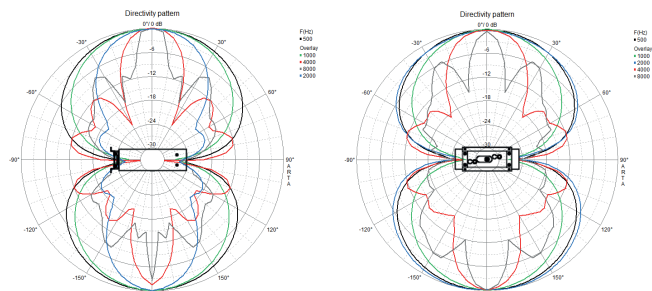 Directivity pattern
0°/ 0 dB
F(Hz)
500
Overlay
1000
4000
8000
2000
-30°
30°
-6
-12
-18
-24
-30
-60°
60°
-90°
90°
A
R
T
A
-120°
120°
-150°
150°
Directivity pattern
0°/ 0 dB
F(Hz)
500
Overlay
1000
2000
4000
8000
-30°
30°
-6
-12
-18
-24
-30
-60°
60°
-90°
90°
A
R
T
A
-120°
120°
-150°
150°